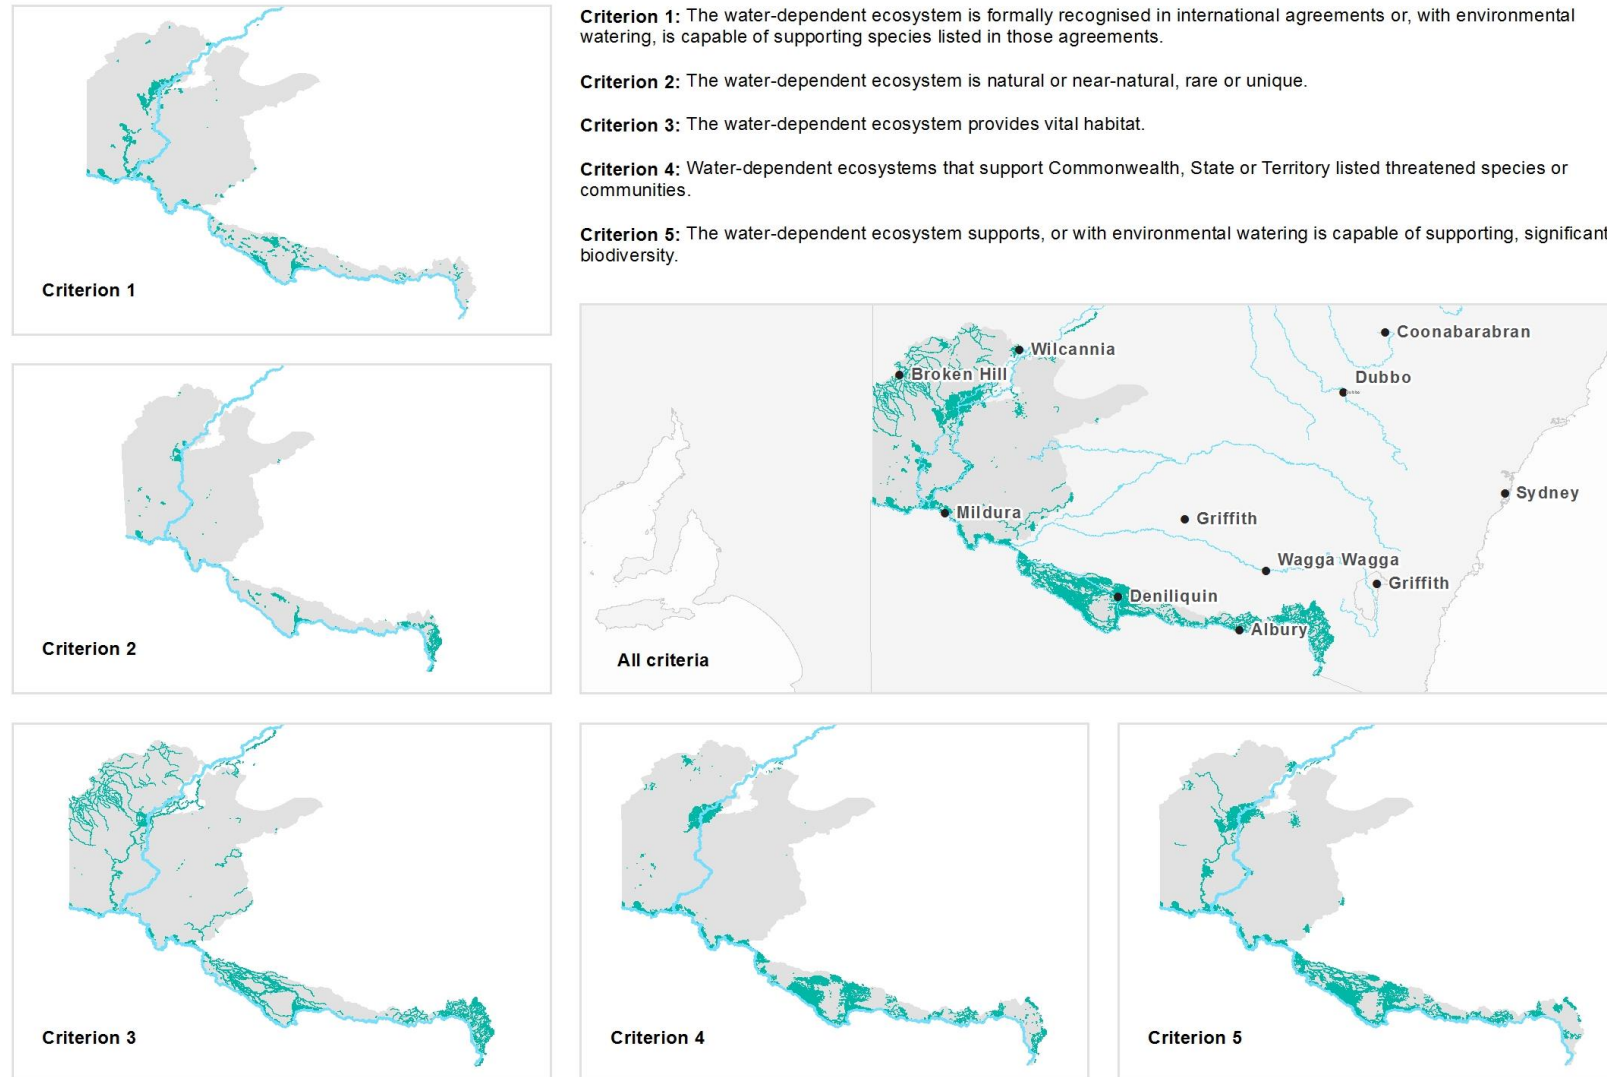 Criterion 1: The water-dependent ecosystem is formally recognised in international agreements or, with environmental
watering, is capable of supporting species listed in those agreements.
Criterion 2: The water-dependent ecosystem is natural or near-natural, rare or unique.
Criterion 3: The water-dependent ecosystem provides vital habitat.
Criterion 4: Water-dependent ecosystems that support Commonwealth, State or Territory listed threatened species or
communities.
Criterion 5: The water-dependent ecosystem supports, or with environmental watering is capable of supporting, significant
biodiversity.
Criterion 1
Coonabarabran
Wilcannia
Broken Hill
Dubbo
Sydney
Mildura
Griffith
Wagga Wagga
Griffith
Deniliquin
Albury
All criteria
Criterion 2
Criterion 3
Criterion 4
Criterion 5